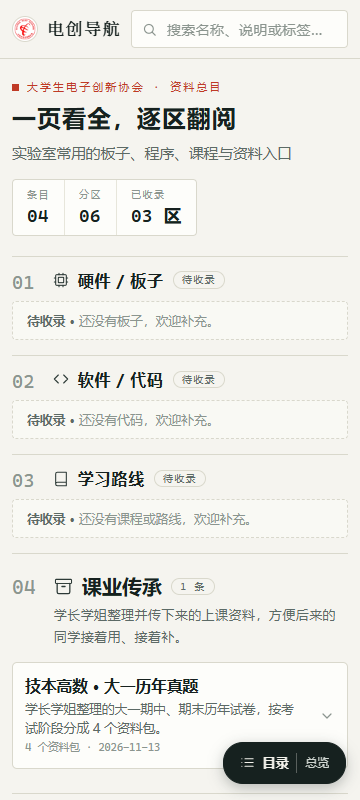 电创导航
搜索名称、说明或标签...
大学生电子创新协会 · 资料总目
一页看全，逐区翻阅
实验室常用的板子、程序、课程与资料入口
条目 分区 已收录
04 06 03 区
01 硬件 / 板子 待收录
待收录 • 还没有板子，欢迎补充。
02 软件 / 代码 待收录
待收录 • 还没有代码，欢迎补充。
03 学习路线 待收录
待收录 • 还没有课程或路线，欢迎补充。
04 课业传承 1 条
学长学姐整理并传下来的上课资料，方便后来的
同学接着用、接着补。
技本高数 • 大一历年真题
学长学姐整理的大一期中、期末历年试卷，按考
试阶段分成 4 个资料包。
4 个资料包 · 2026-11-13
目录 总览